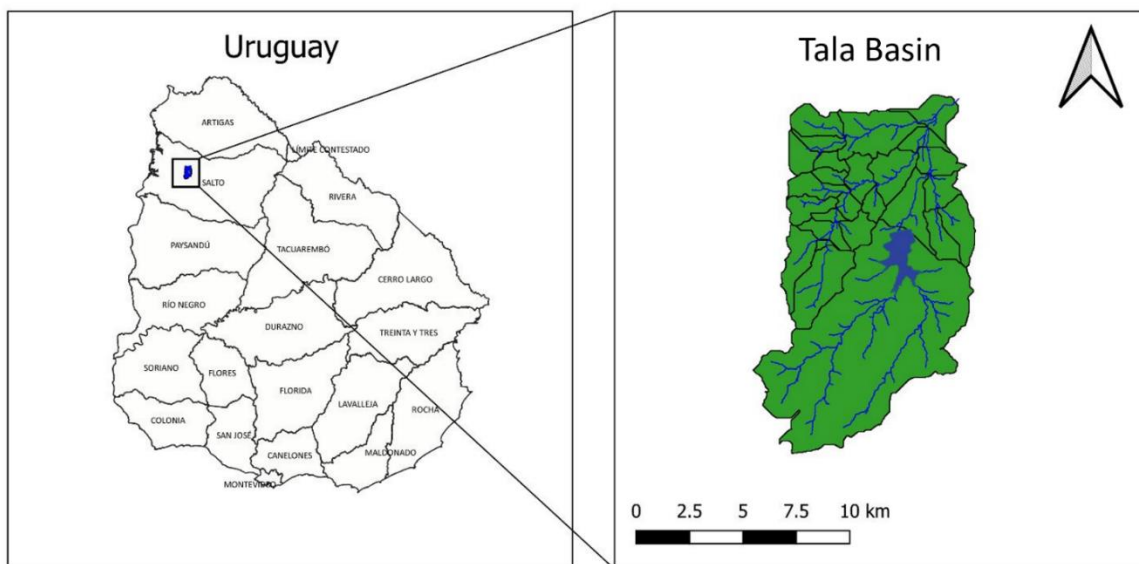 Uruguay
ARTIGAS
LÍMITE CONTESTADO
SALTO
RIVERA
PAYSANDÚ
TACUAREMBÓ
CERRO LARGO
RÍO NEGRO
DURAZNO
TREINTA Y TRES
SORIANO
FLORES
FLORIDA
LAVALLEJA
ROCHA
COLONIA
SAN JOSÉ
CANELONES
MALDONADO
MONTEVIDEO
Tala Basin
0 2.5 5 7.5 10 km